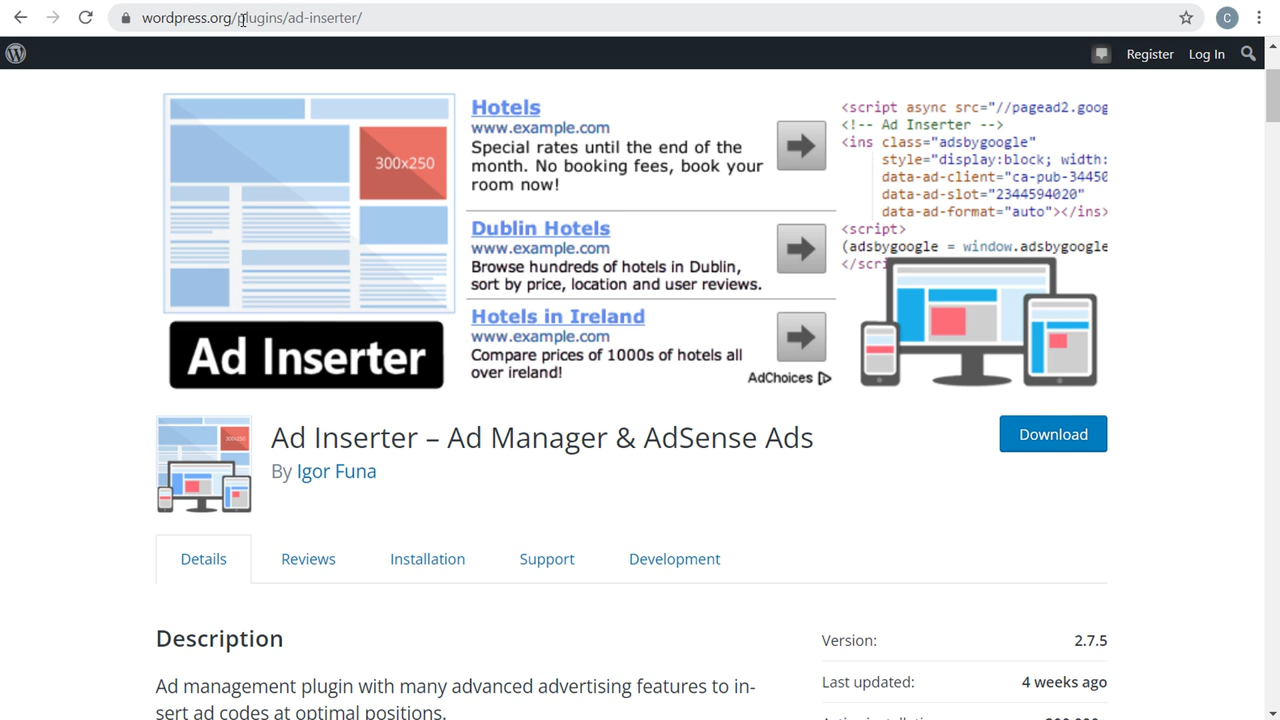 wordpress.org/plugins/ad-inserter/
C
Register
Log In
300x250
Ad Inserter
Hotels
www.example.com
Special rates until the end of the
month. No booking fees, book your
room now!
Dublin Hotels
www.example.com
Browse hundreds of hotels in Dublin,
sort by price, location and user reviews.
Hotels in Ireland
www.example.com
Compare prices of 1000s of hotels all
over ireland!
AdChoices
<script async src="//pagead2.goog
<!-- Ad Inserter -->
<ins class="adsbygoogle"
style="display:block; width:
data-ad-client="ca-pub-34450
data-ad-slot="2344594020"
data-ad-format="auto"></ins>
<script>
(adsbygoogle = window.adsbygoogle
</scri
Ad Inserter – Ad Manager & AdSense Ads
By Igor Funa
Download
Details
Reviews
Installation
Support
Development
Description
Ad management plugin with many advanced advertising features to in-
sert ad codes at optimal positions.
Version: 2.7.5
Last updated: 4 weeks ago